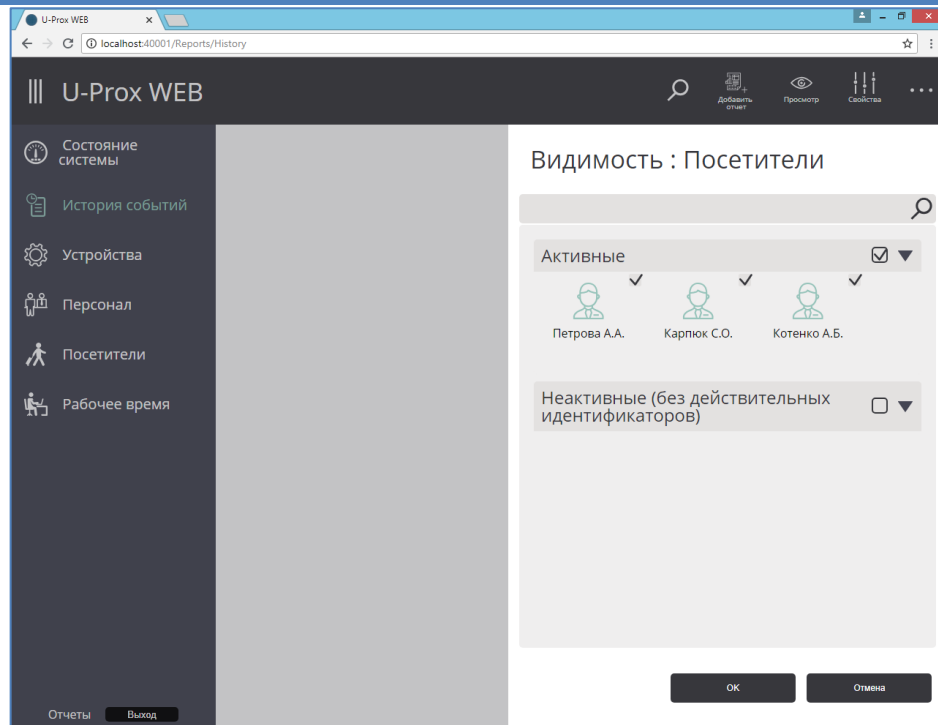 U-Prox WEB
localhost:40001/Reports/History
U-Prox WEB
Добавить
отчет
Просмотр
Свойства
Состояние
системы
История событий
Устройства
Персонал
Посетители
Рабочее время
Отчеты
Выход
Видимость : Посетители
Активные
Петрова А.А.
Карпюк С.О.
Котенко А.Б.
Неактивные (без действительных
идентификаторов)
OK
Отмена